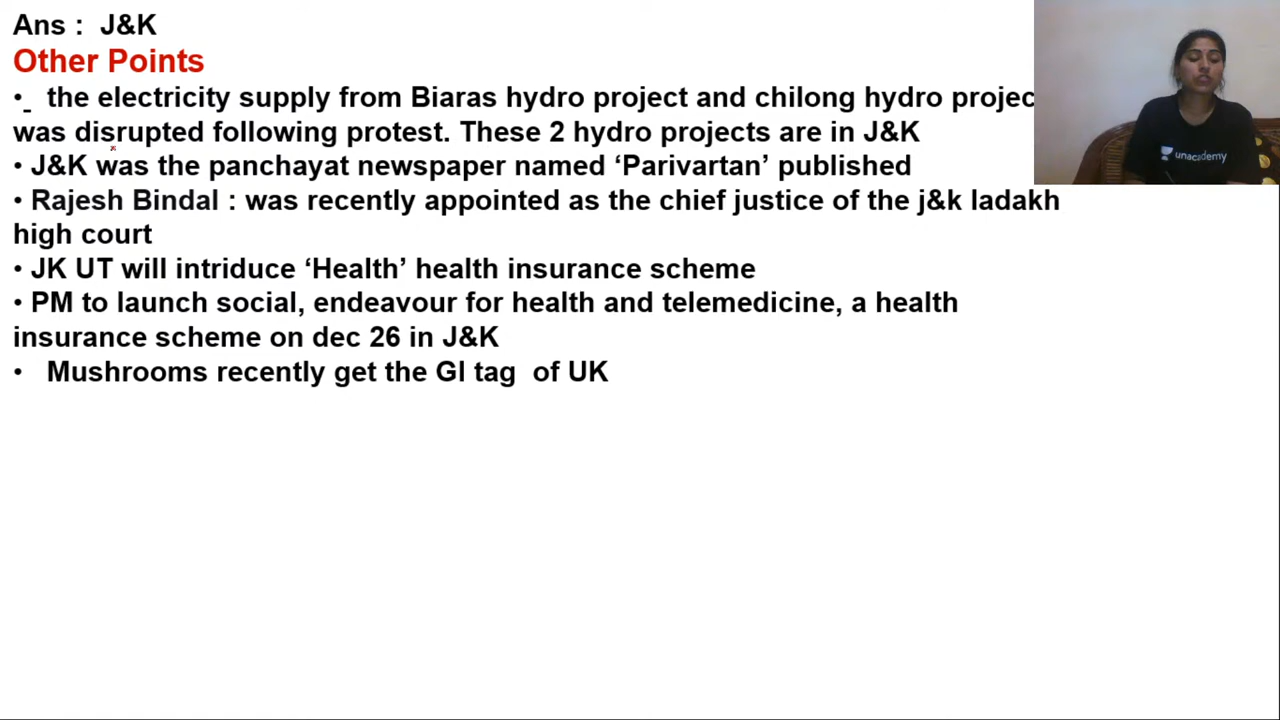 Ans : J&K
Other Points
• the electricity supply from Biaras hydro project and chilong hydro projec
was disrupted following protest. These 2 hydro projects are in J&K
• J&K was the panchayat newspaper named ‘Parivartan’ published
• Rajesh Bindal : was recently appointed as the chief justice of the j&k ladakh
high court
• JK UT will intriduce ‘Health’ health insurance scheme
• PM to launch social, endeavour for health and telemedicine, a health
insurance scheme on dec 26 in J&K
• Mushrooms recently get the GI tag of UK
unacademy